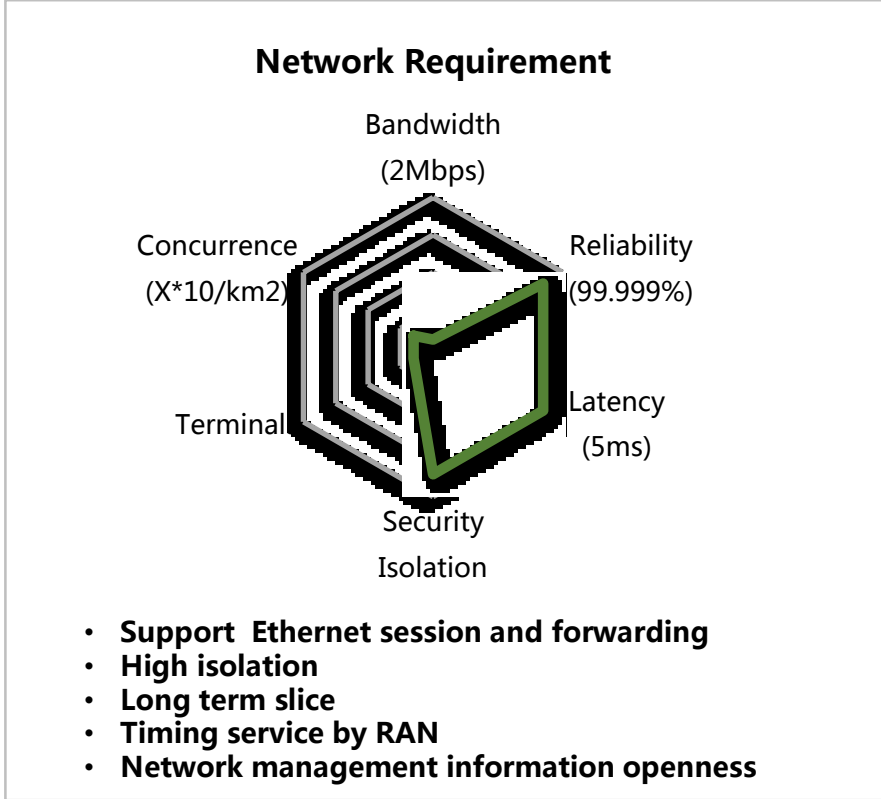 Network Requirement
Bandwidth
(2Mbps)
Concurrence
(X*10/km2)
Reliability
(99.999%)
Terminal
Latency
(5ms)
Security
Isolation
• Support Ethernet session and forwarding
• High isolation
• Long term slice
• Timing service by RAN
• Network management information openness